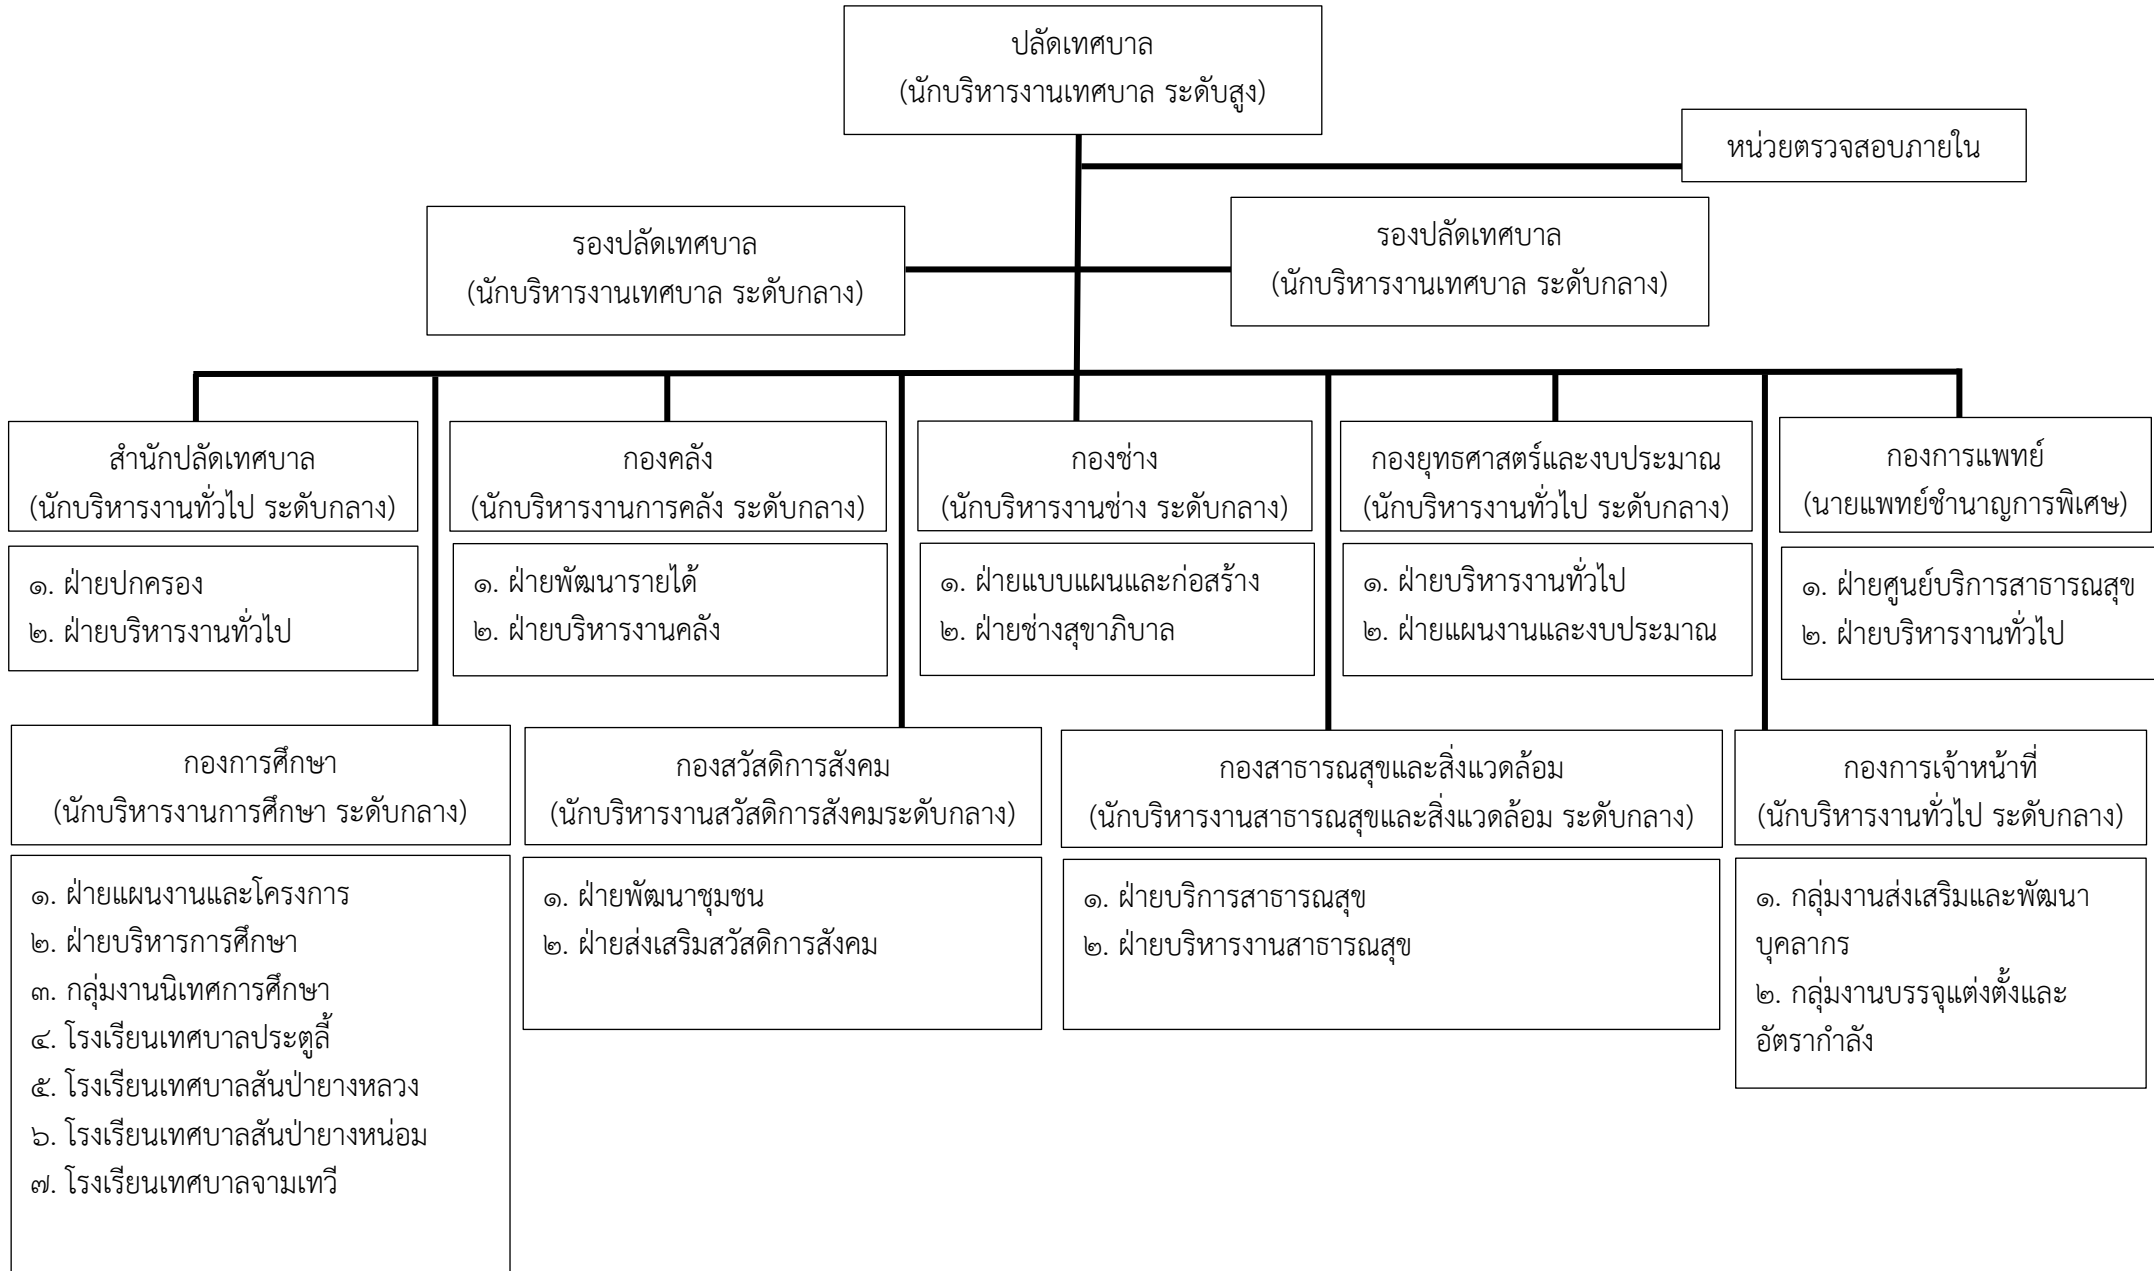 ปลัดเทศบาล
(นักบริหารงานเทศบาล ระดับสูง)
หน่วยตรวจสอบภายใน
รองปลัดเทศบาล
(นักบริหารงานเทศบาล ระดับกลาง)
รองปลัดเทศบาล
(นักบริหารงานเทศบาล ระดับกลาง)
สำนักปลัดเทศบาล
(นักบริหารงานทั่วไป ระดับกลาง)
๑. ฝ่ายปกครอง
๒. ฝ่ายบริหารงานทั่วไป
กองคลัง
(นักบริหารงานการคลัง ระดับกลาง)
๑. ฝ่ายพัฒนารายได้
๒. ฝ่ายบริหารงานคลัง
กองช่าง
(นักบริหารงานช่าง ระดับกลาง)
๑. ฝ่ายแบบแผนและก่อสร้าง
๒. ฝ่ายช่างสุขาภิบาล
กองยุทธศาสตร์และงบประมาณ
(นักบริหารงานทั่วไป ระดับกลาง)
๑. ฝ่ายบริหารงานทั่วไป
๒. ฝ่ายแผนงานและงบประมาณ
กองการแพทย์
(นายแพทย์ชำนาญการพิเศษ)
๑. ฝ่ายศูนย์บริการสาธารณสุข
๒. ฝ่ายบริหารงานทั่วไป
กองการศึกษา
(นักบริหารงานการศึกษา ระดับกลาง)
๑. ฝ่ายแผนงานและโครงการ
๒. ฝ่ายบริหารการศึกษา
๓. กลุ่มงานนิเทศการศึกษา
๔. โรงเรียนเทศบาลประตูลี้
๕. โรงเรียนเทศบาลสันป่ายางหลวง
๖. โรงเรียนเทศบาลสันป่ายางหน่อม
๗. โรงเรียนเทศบาลจามเทวี
กองสวัสดิการสังคม
(นักบริหารงานสวัสดิการสังคมระดับกลาง)
๑. ฝ่ายพัฒนาชุมชน
๒. ฝ่ายส่งเสริมสวัสดิการสังคม
กองสาธารณสุขและสิ่งแวดล้อม
(นักบริหารงานสาธารณสุขและสิ่งแวดล้อม ระดับกลาง)
๑. ฝ่ายบริการสาธารณสุข
๒. ฝ่ายบริหารงานสาธารณสุข
กองการเจ้าหน้าที่
(นักบริหารงานทั่วไป ระดับกลาง)
๑. กลุ่มงานส่งเสริมและพัฒนา
บุคลากร
๒. กลุ่มงานบรรจุแต่งตั้งและ
อัตรากำลัง